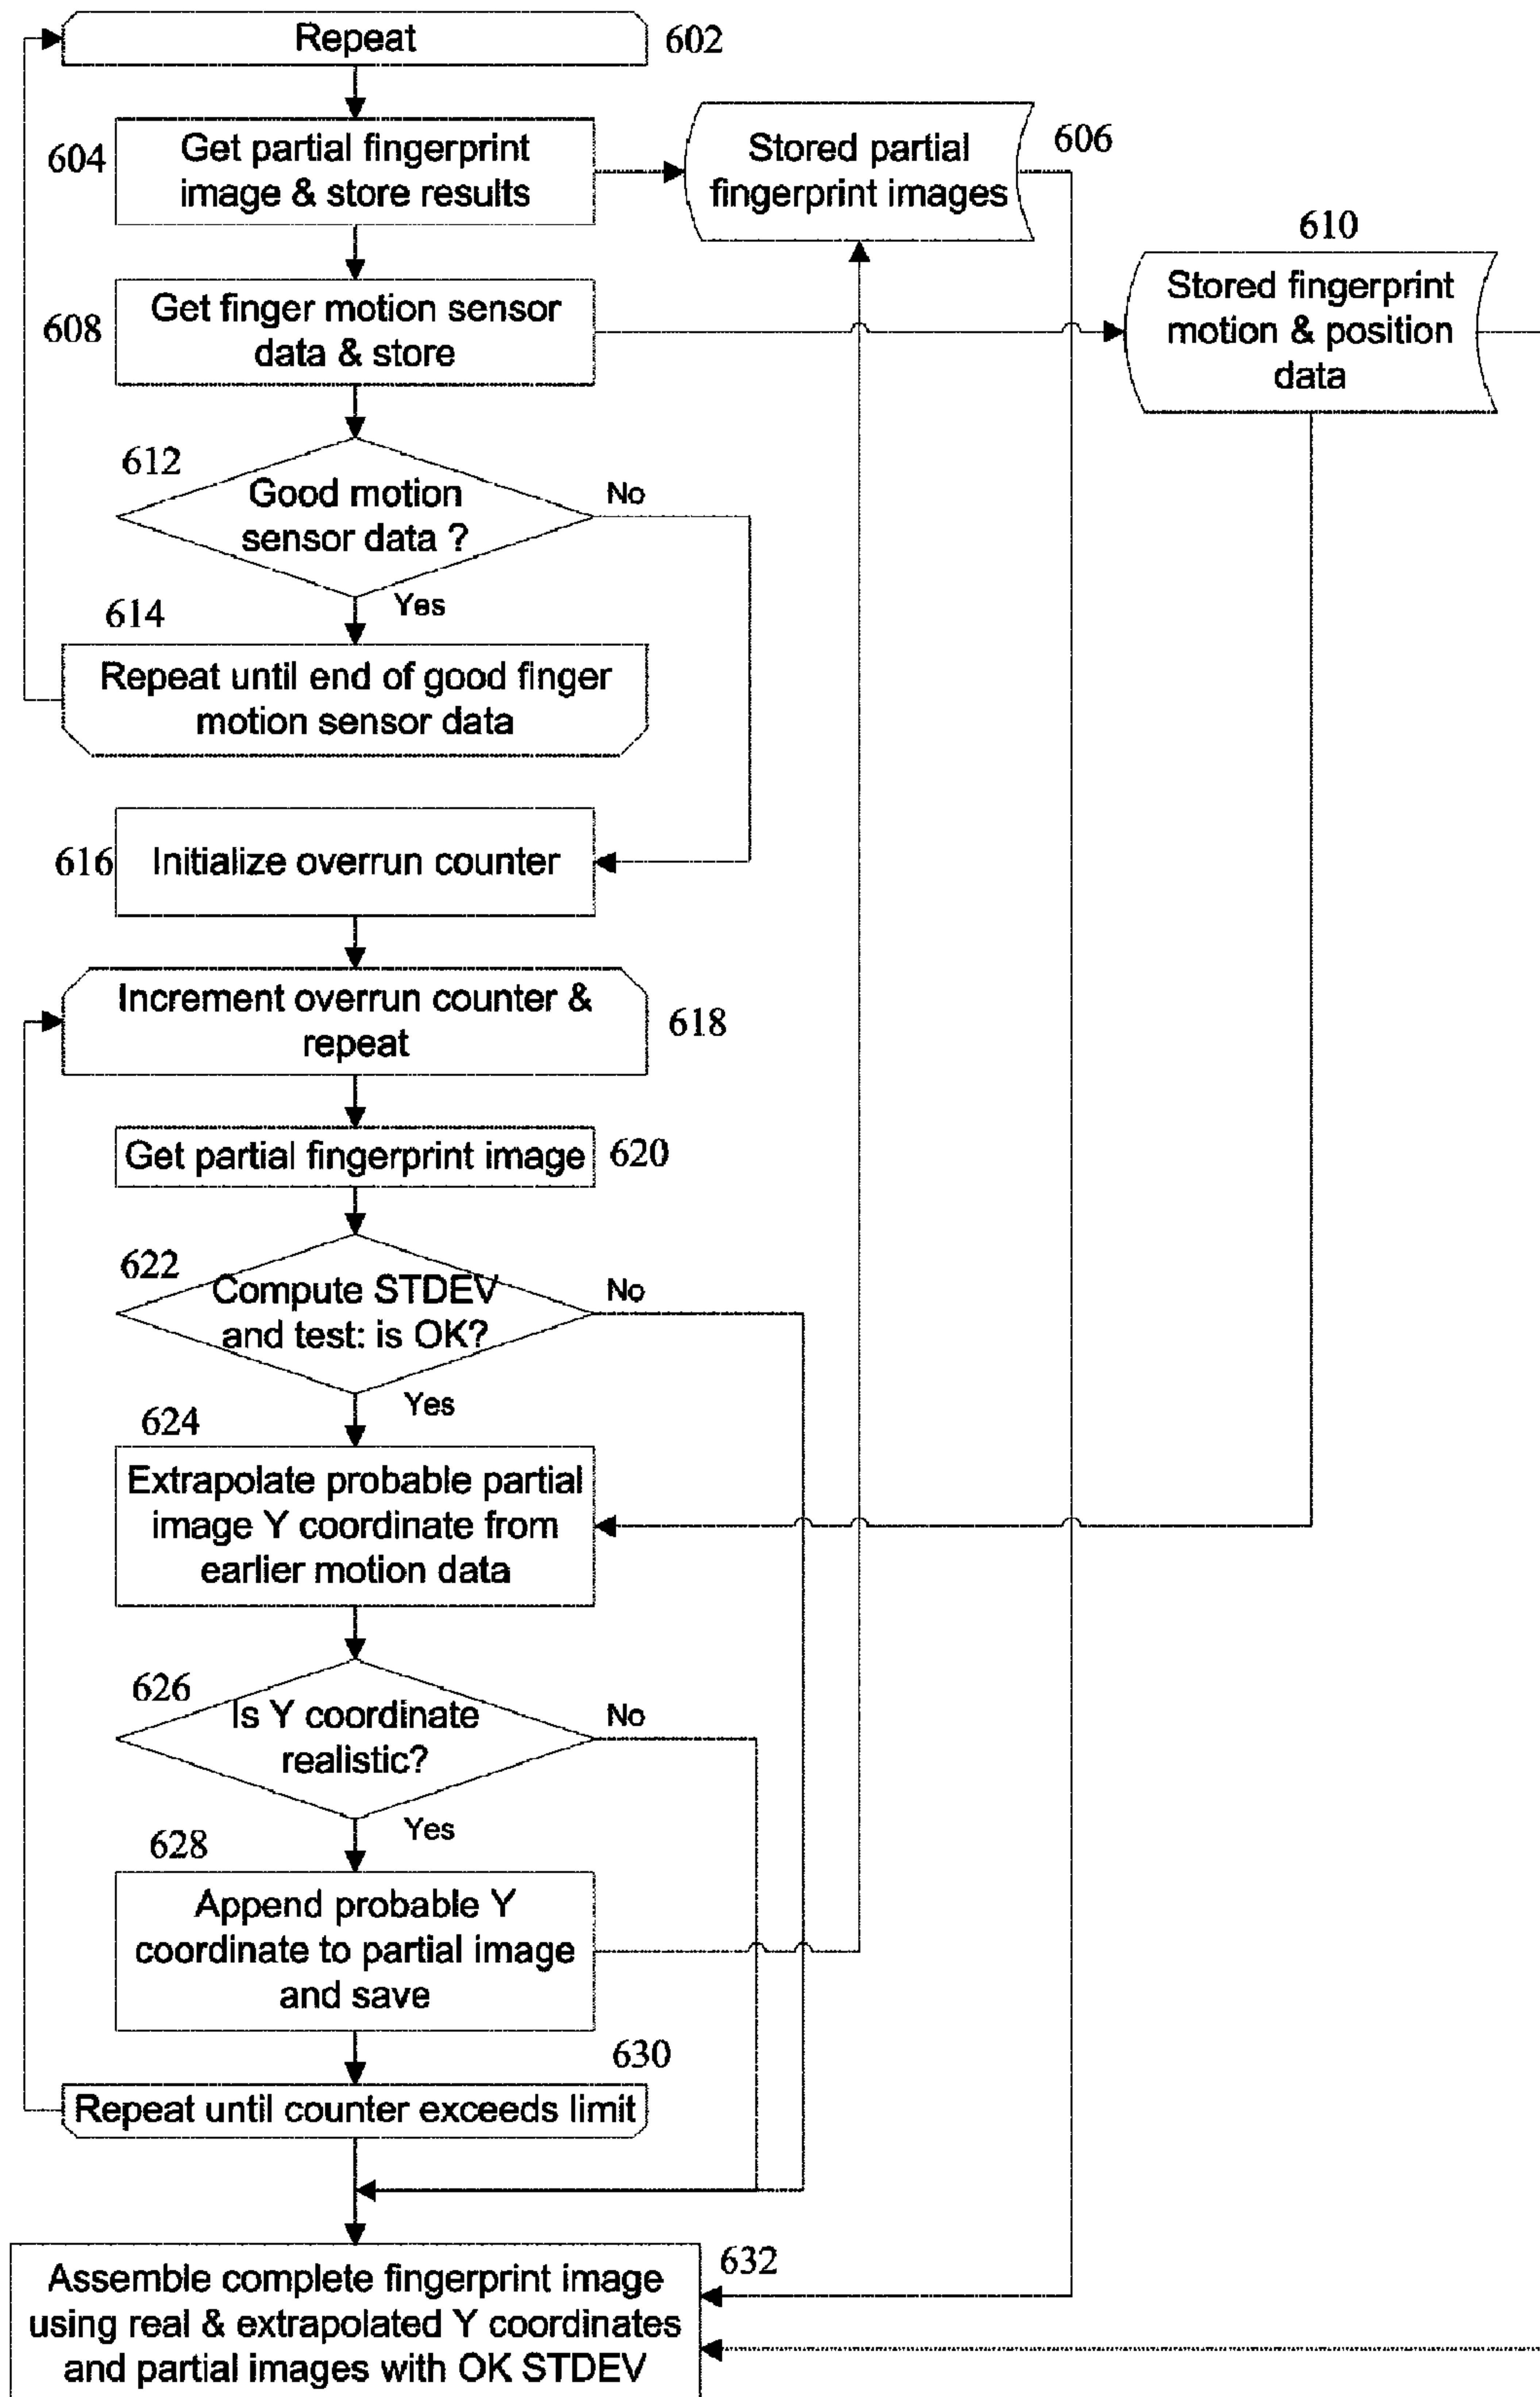 Repeat
602
604
Get partial fingerprint
image & store results
Stored partial
fingerprint images
606
608
Get finger motion sensor
data & store
610
Stored fingerprint
motion & position
data
612
Good motion
sensor data ?
No
Yes
614
Repeat until end of good finger
motion sensor data
616
Initialize overrun counter
Increment overrun counter &
repeat
618
Get partial fingerprint image
620
622
Compute STDEV
and test: is OK?
No
Yes
624
Extrapolate probable partial
image Y coordinate from
earlier motion data
626
Is Y coordinate
realistic?
No
Yes
628
Append probable Y
coordinate to partial image
and save
630
Repeat until counter exceeds limit
632
Assemble complete fingerprint image
using real & extrapolated Y coordinates
and partial images with OK STDEV